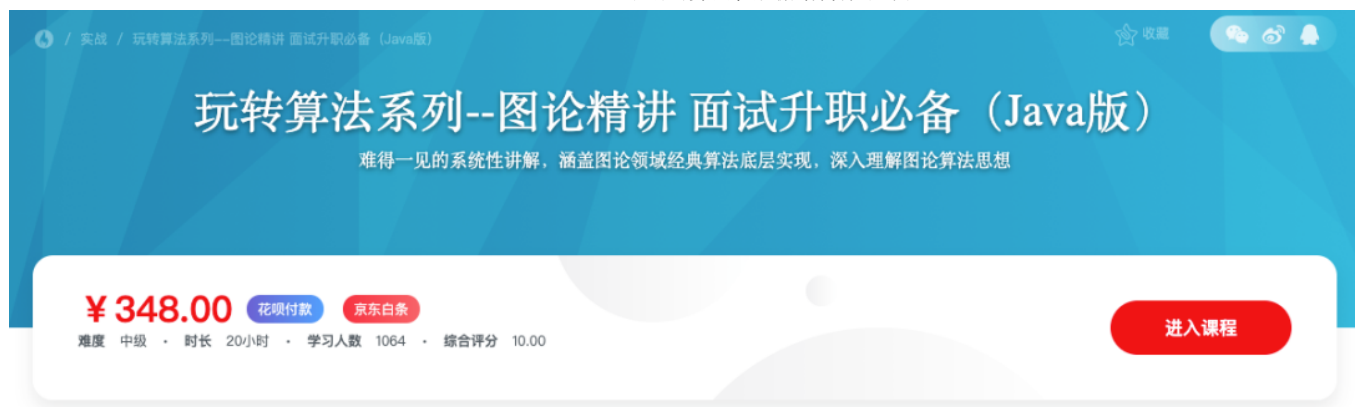 / 实战 / 玩转算法系列—图论精讲 面试升职必备（Java版）
收藏
玩转算法系列--图论精讲 面试升职必备（Java版）
难得一见的系统性讲解，涵盖图论领域经典算法底层实现，深入理解图论算法思想
￥348.00 花呗付款 京东白条
难度 中级 · 时长 20小时 · 学习人数 1064 · 综合评分 10.00
进入课程